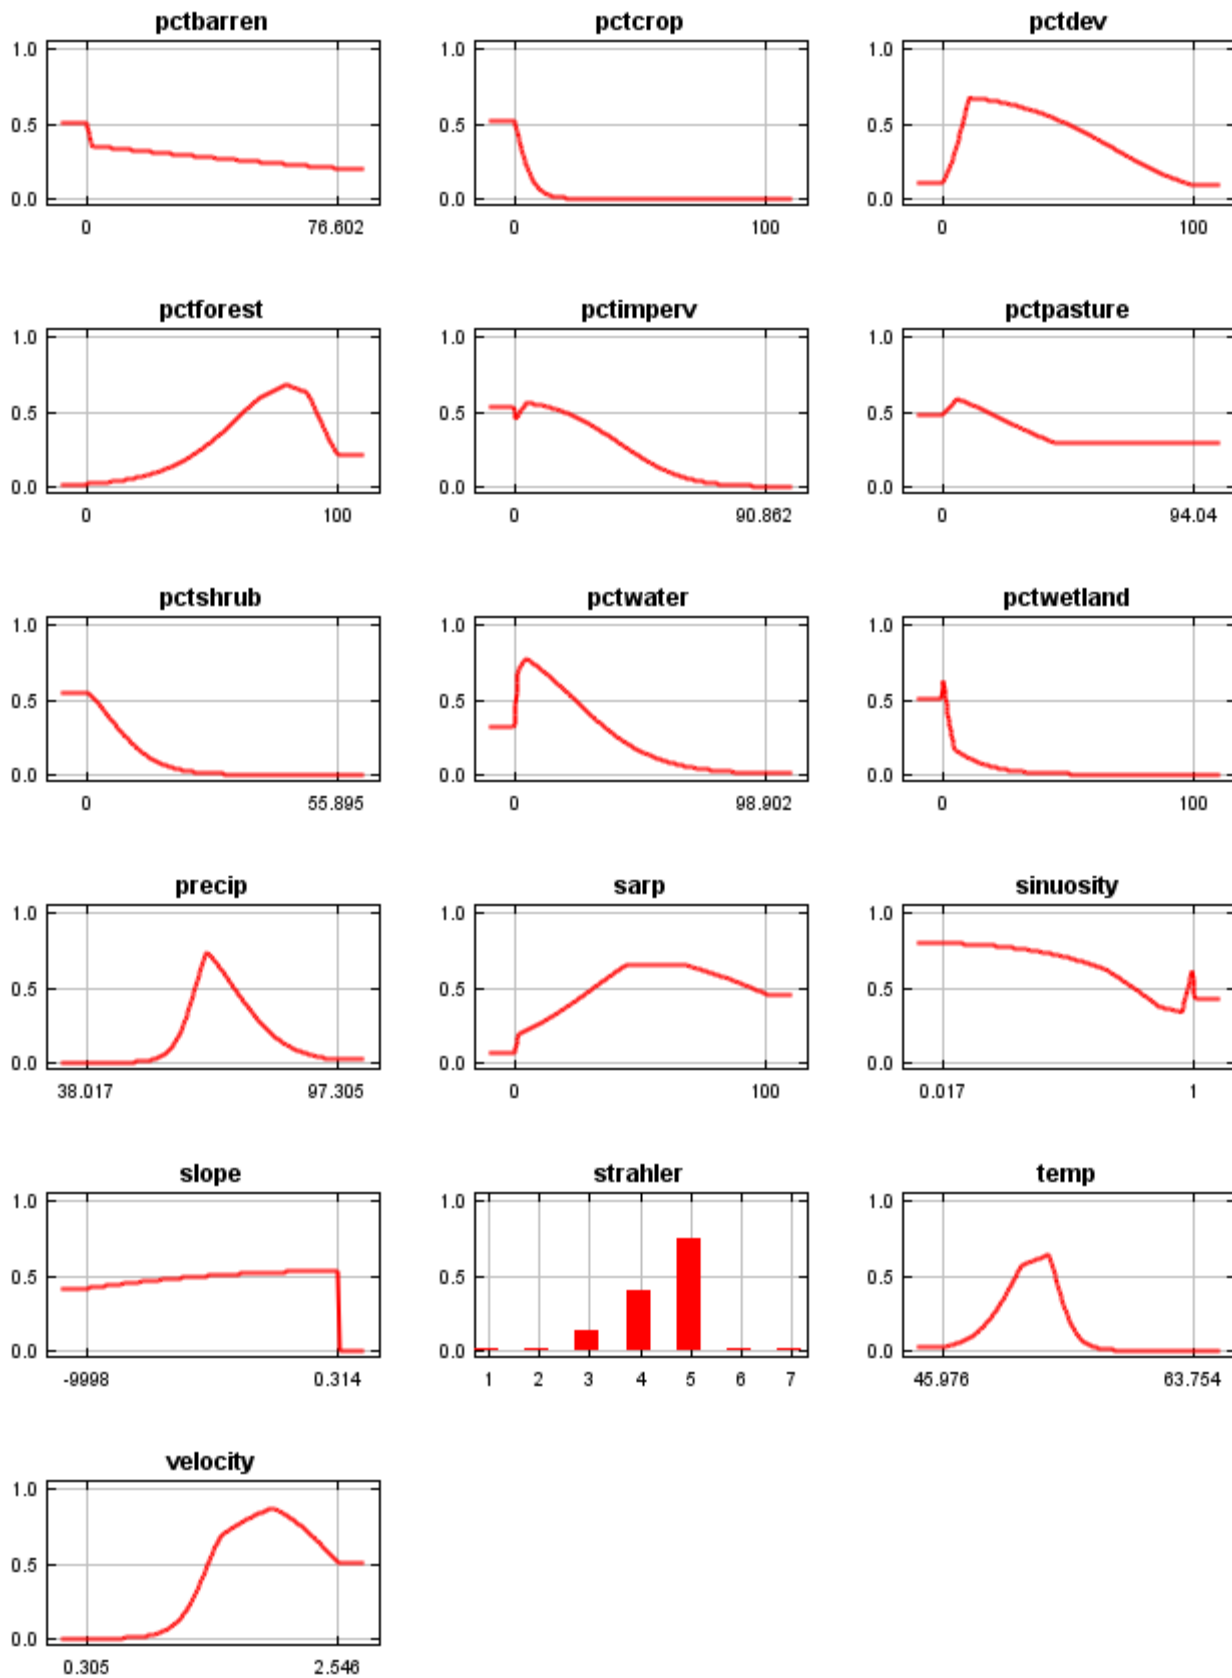 pctbarren pctcrop pctdev
1.0 1.0 1.0
0.5 0.5 0.5
0.0 0.0 0.0
0 76.602 0 100 0 100
pctforest pctimperv pctpasture
1.0 1.0 1.0
0.5 0.5 0.5
0.0 0.0 0.0
0 100 0 90.862 0 94.04
pctshrub pctwater pctwetland
1.0 1.0 1.0
0.5 0.5 0.5
0.0 0.0 0.0
0 55.895 0 98.902 0 100
precip sarp sinuosity
1.0 1.0 1.0
0.5 0.5 0.5
0.0 0.0 0.0
38.017 97.305 0 100 0.017 1
slope strahler temp
1.0 1.0 1.0
0.5 0.5 0.5
0.0 0.0 0.0
-9998 0.314 1 2 3 4 5 6 7 45.976 63.754
velocity
1.0
0.5
0.0
0.305 2.546